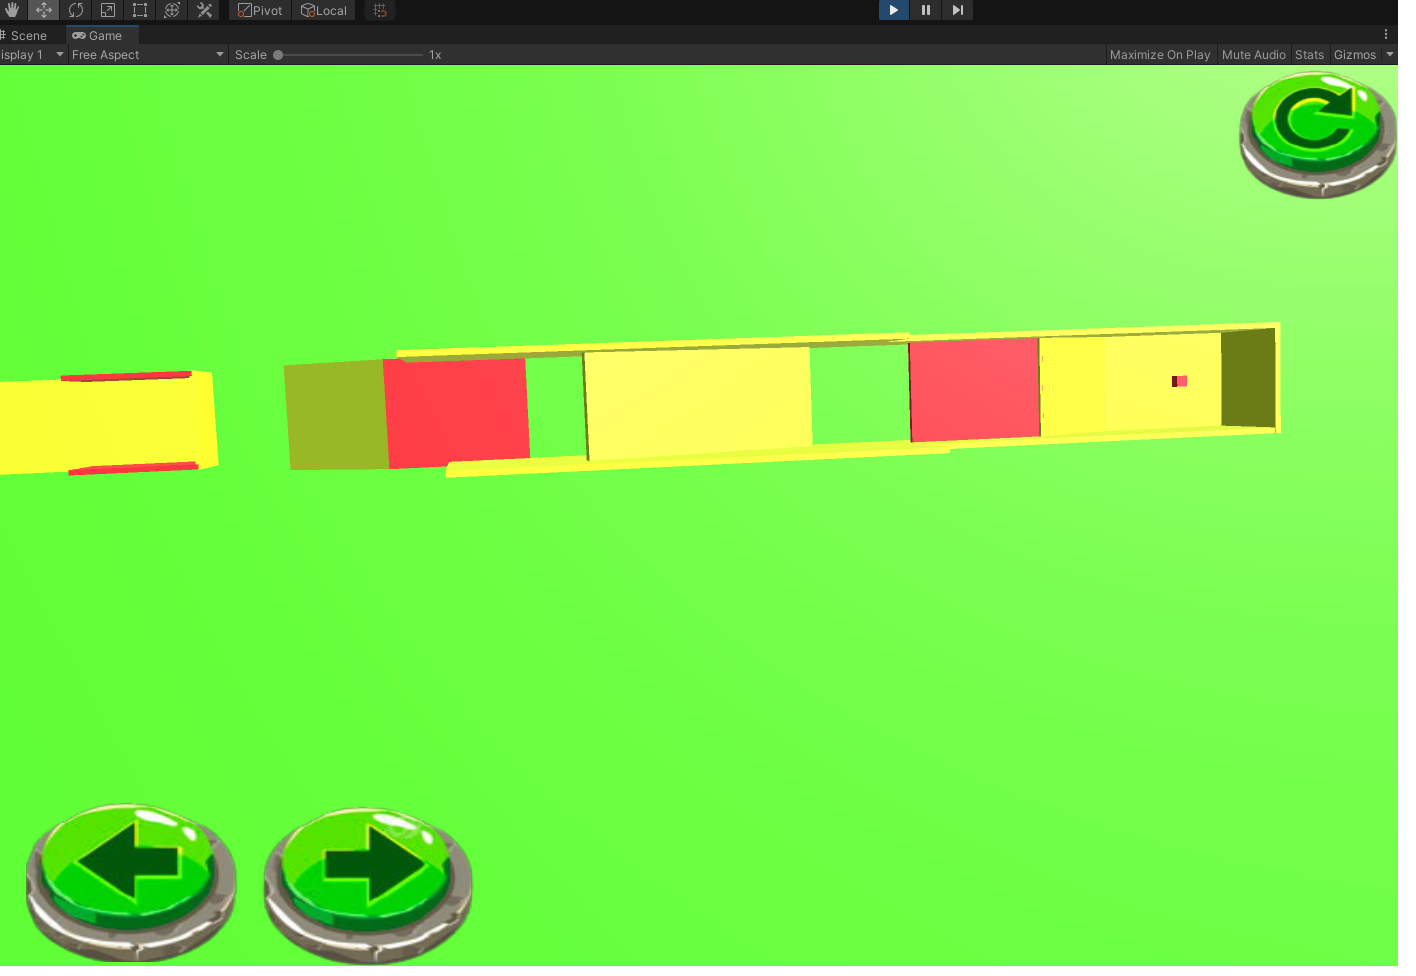 Pivot Local
Scene Game
isplay 1 Free Aspect Scale 1x Maximize On Play Mute Audio Stats Gizmos